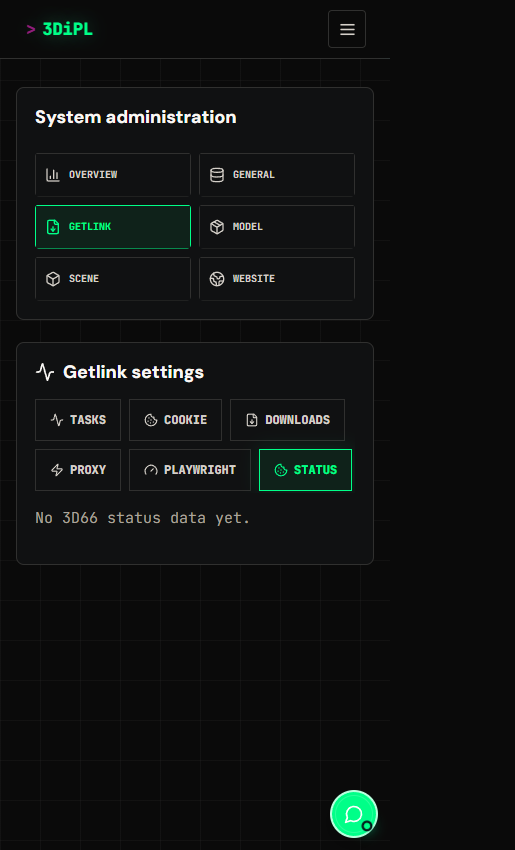 > 3DiPL
System administration
OVERVIEW
GENERAL
GETLINK
MODEL
SCENE
WEBSITE
Getlink settings
TASKS
COOKIE
DOWNLOADS
PROXY
PLAYWRIGHT
STATUS
No 3D66 status data yet.